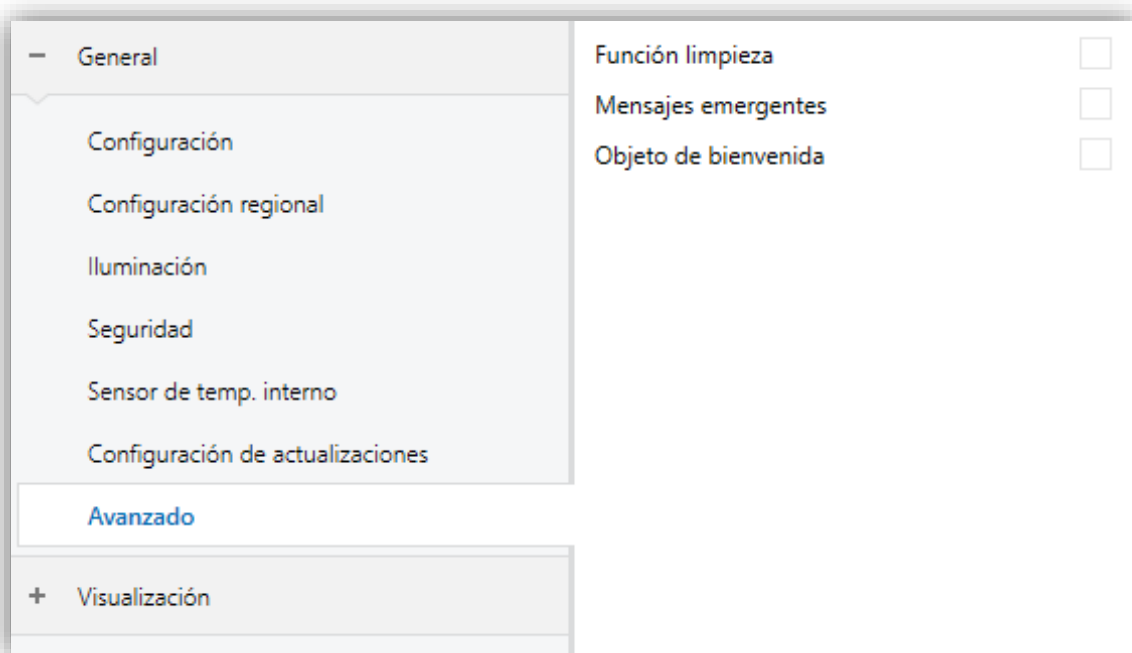 General
Configuración
Configuración regional
Iluminación
Seguridad
Sensor de temp. interno
Configuración de actualizaciones
Avanzado
Visualización
Función limpieza
Mensajes emergentes
Objeto de bienvenida